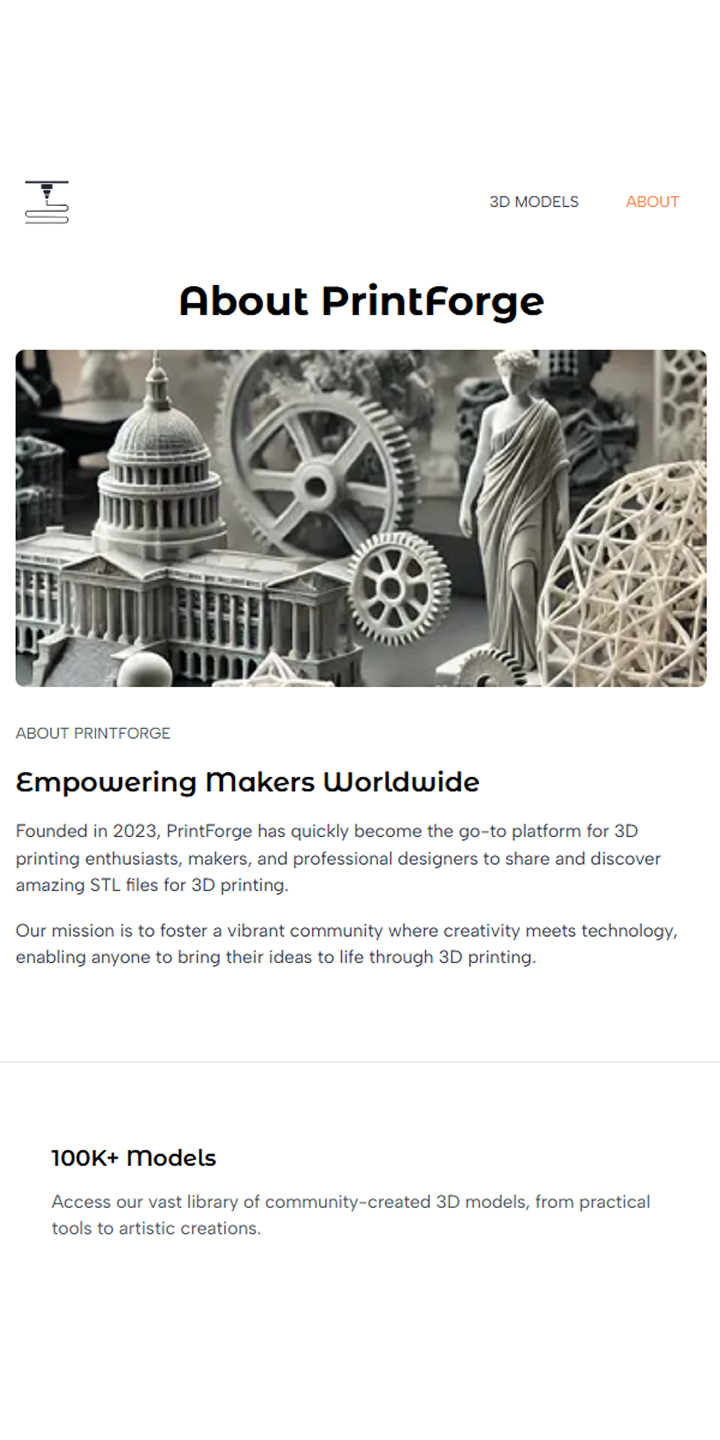 3D MODELS
ABOUT
About PrintForge
ABOUT PRINTFORGE
Empowering Makers Worldwide
Founded in 2023, PrintForge has quickly become the go-to platform for 3D
printing enthusiasts, makers, and professional designers to share and discover
amazing STL files for 3D printing.
Our mission is to foster a vibrant community where creativity meets technology,
enabling anyone to bring their ideas to life through 3D printing.
100K+ Models
Access our vast library of community-created 3D models, from practical
tools to artistic creations.